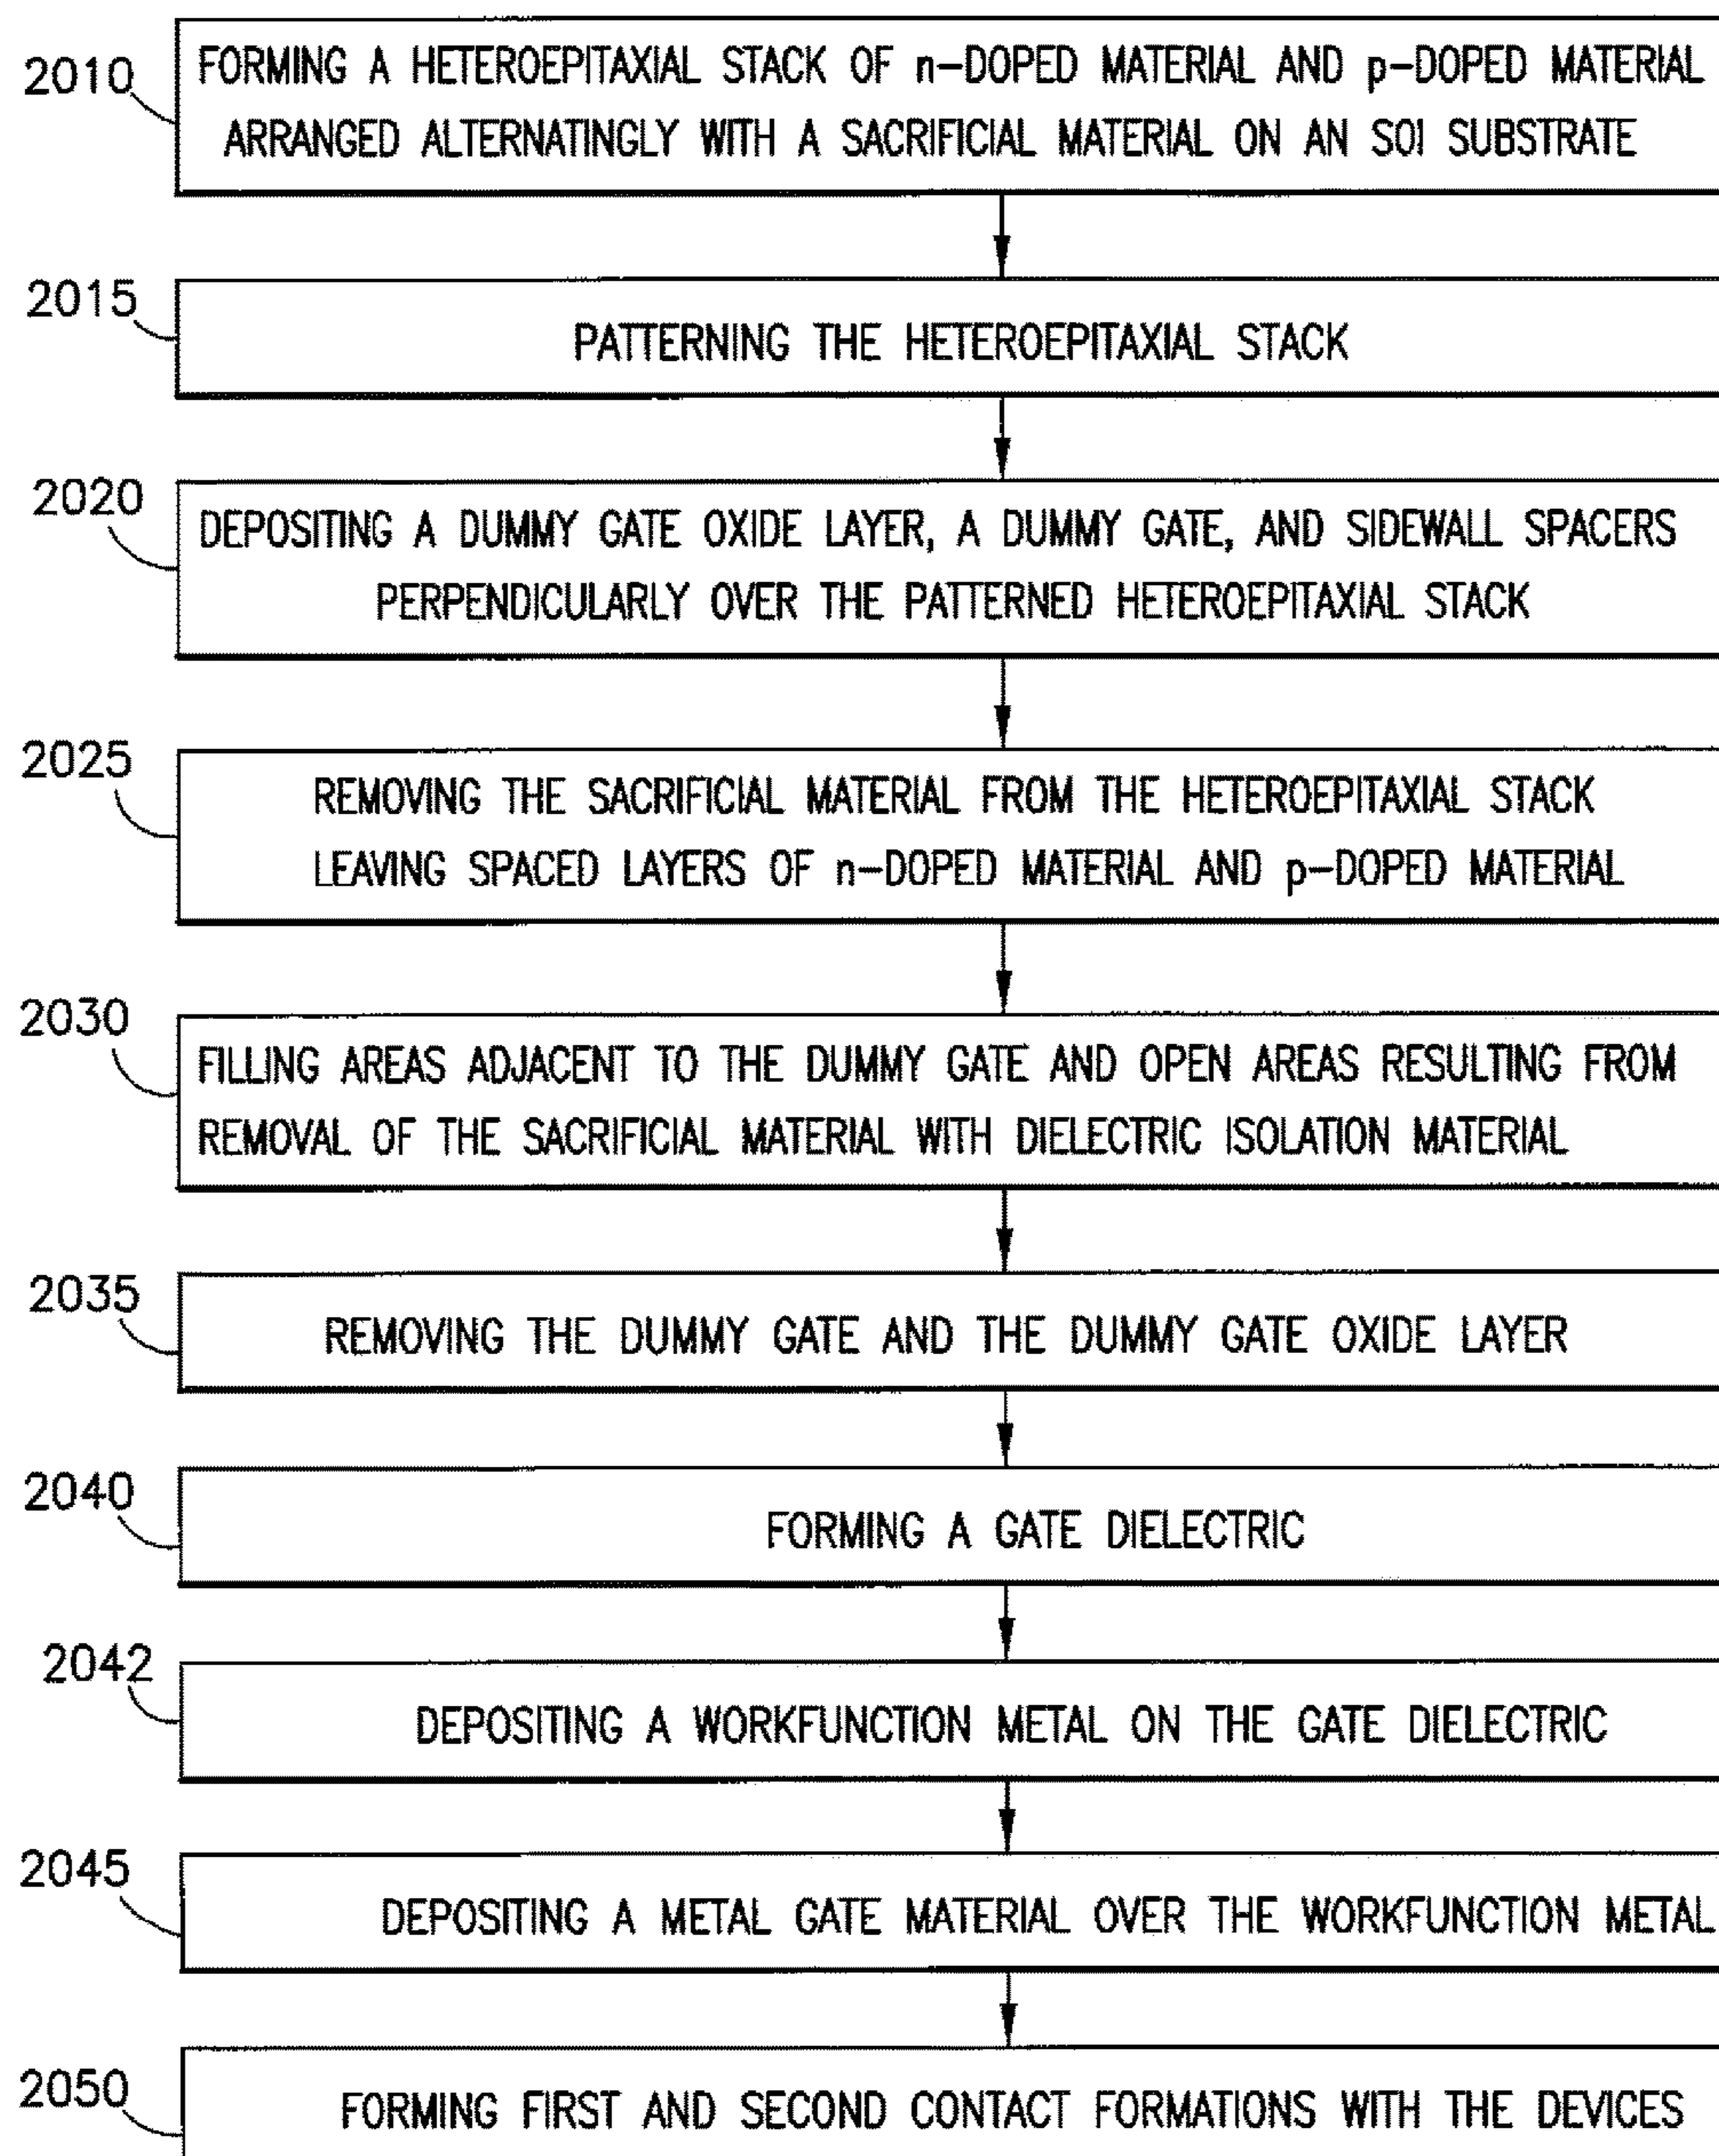 2010
FORMING A HETEROEPITAXIAL STACK OF n-DOPED MATERIAL AND p-DOPED MATERIAL
ARRANGED ALTERNATINGLY WITH A SACRIFICIAL MATERIAL ON AN SOI SUBSTRATE
2015
PATTERNING THE HETEROEPITAXIAL STACK
2020
DEPOSITING A DUMMY GATE OXIDE LAYER, A DUMMY GATE, AND SIDEWALL SPACERS
PERPENDICULARLY OVER THE PATTERNED HETEROEPITAXIAL STACK
2025
REMOVING THE SACRIFICIAL MATERIAL FROM THE HETEROEPITAXIAL STACK
LEAVING SPACED LAYERS OF n-DOPED MATERIAL AND p-DOPED MATERIAL
2030
FILLING AREAS ADJACENT TO THE DUMMY GATE AND OPEN AREAS RESULTING FROM
REMOVAL OF THE SACRIFICIAL MATERIAL WITH DIELECTRIC ISOLATION MATERIAL
2035
REMOVING THE DUMMY GATE AND THE DUMMY GATE OXIDE LAYER
2040
FORMING A GATE DIELECTRIC
2042
DEPOSITING A WORKFUNCTION METAL ON THE GATE DIELECTRIC
2045
DEPOSITING A METAL GATE MATERIAL OVER THE WORKFUNCTION METAL
2050
FORMING FIRST AND SECOND CONTACT FORMATIONS WITH THE DEVICES